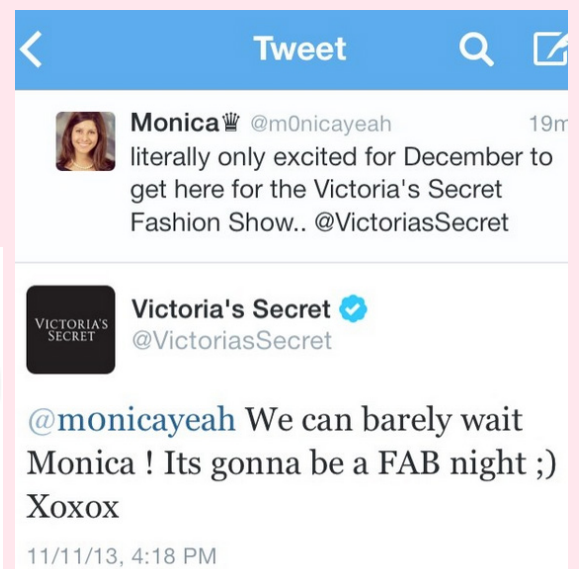 Tweet
Monica♕ @m0nicayeah 19m
literally only excited for December to
get here for the Victoria's Secret
Fashion Show.. @VictoriasSecret
VICTORIA'S
SECRET
Victoria's Secret
@VictoriasSecret
@m0nicayeah We can barely wait
Monica ! Its gonna be a FAB night ;)
Xoxox
11/11/13, 4:18 PM